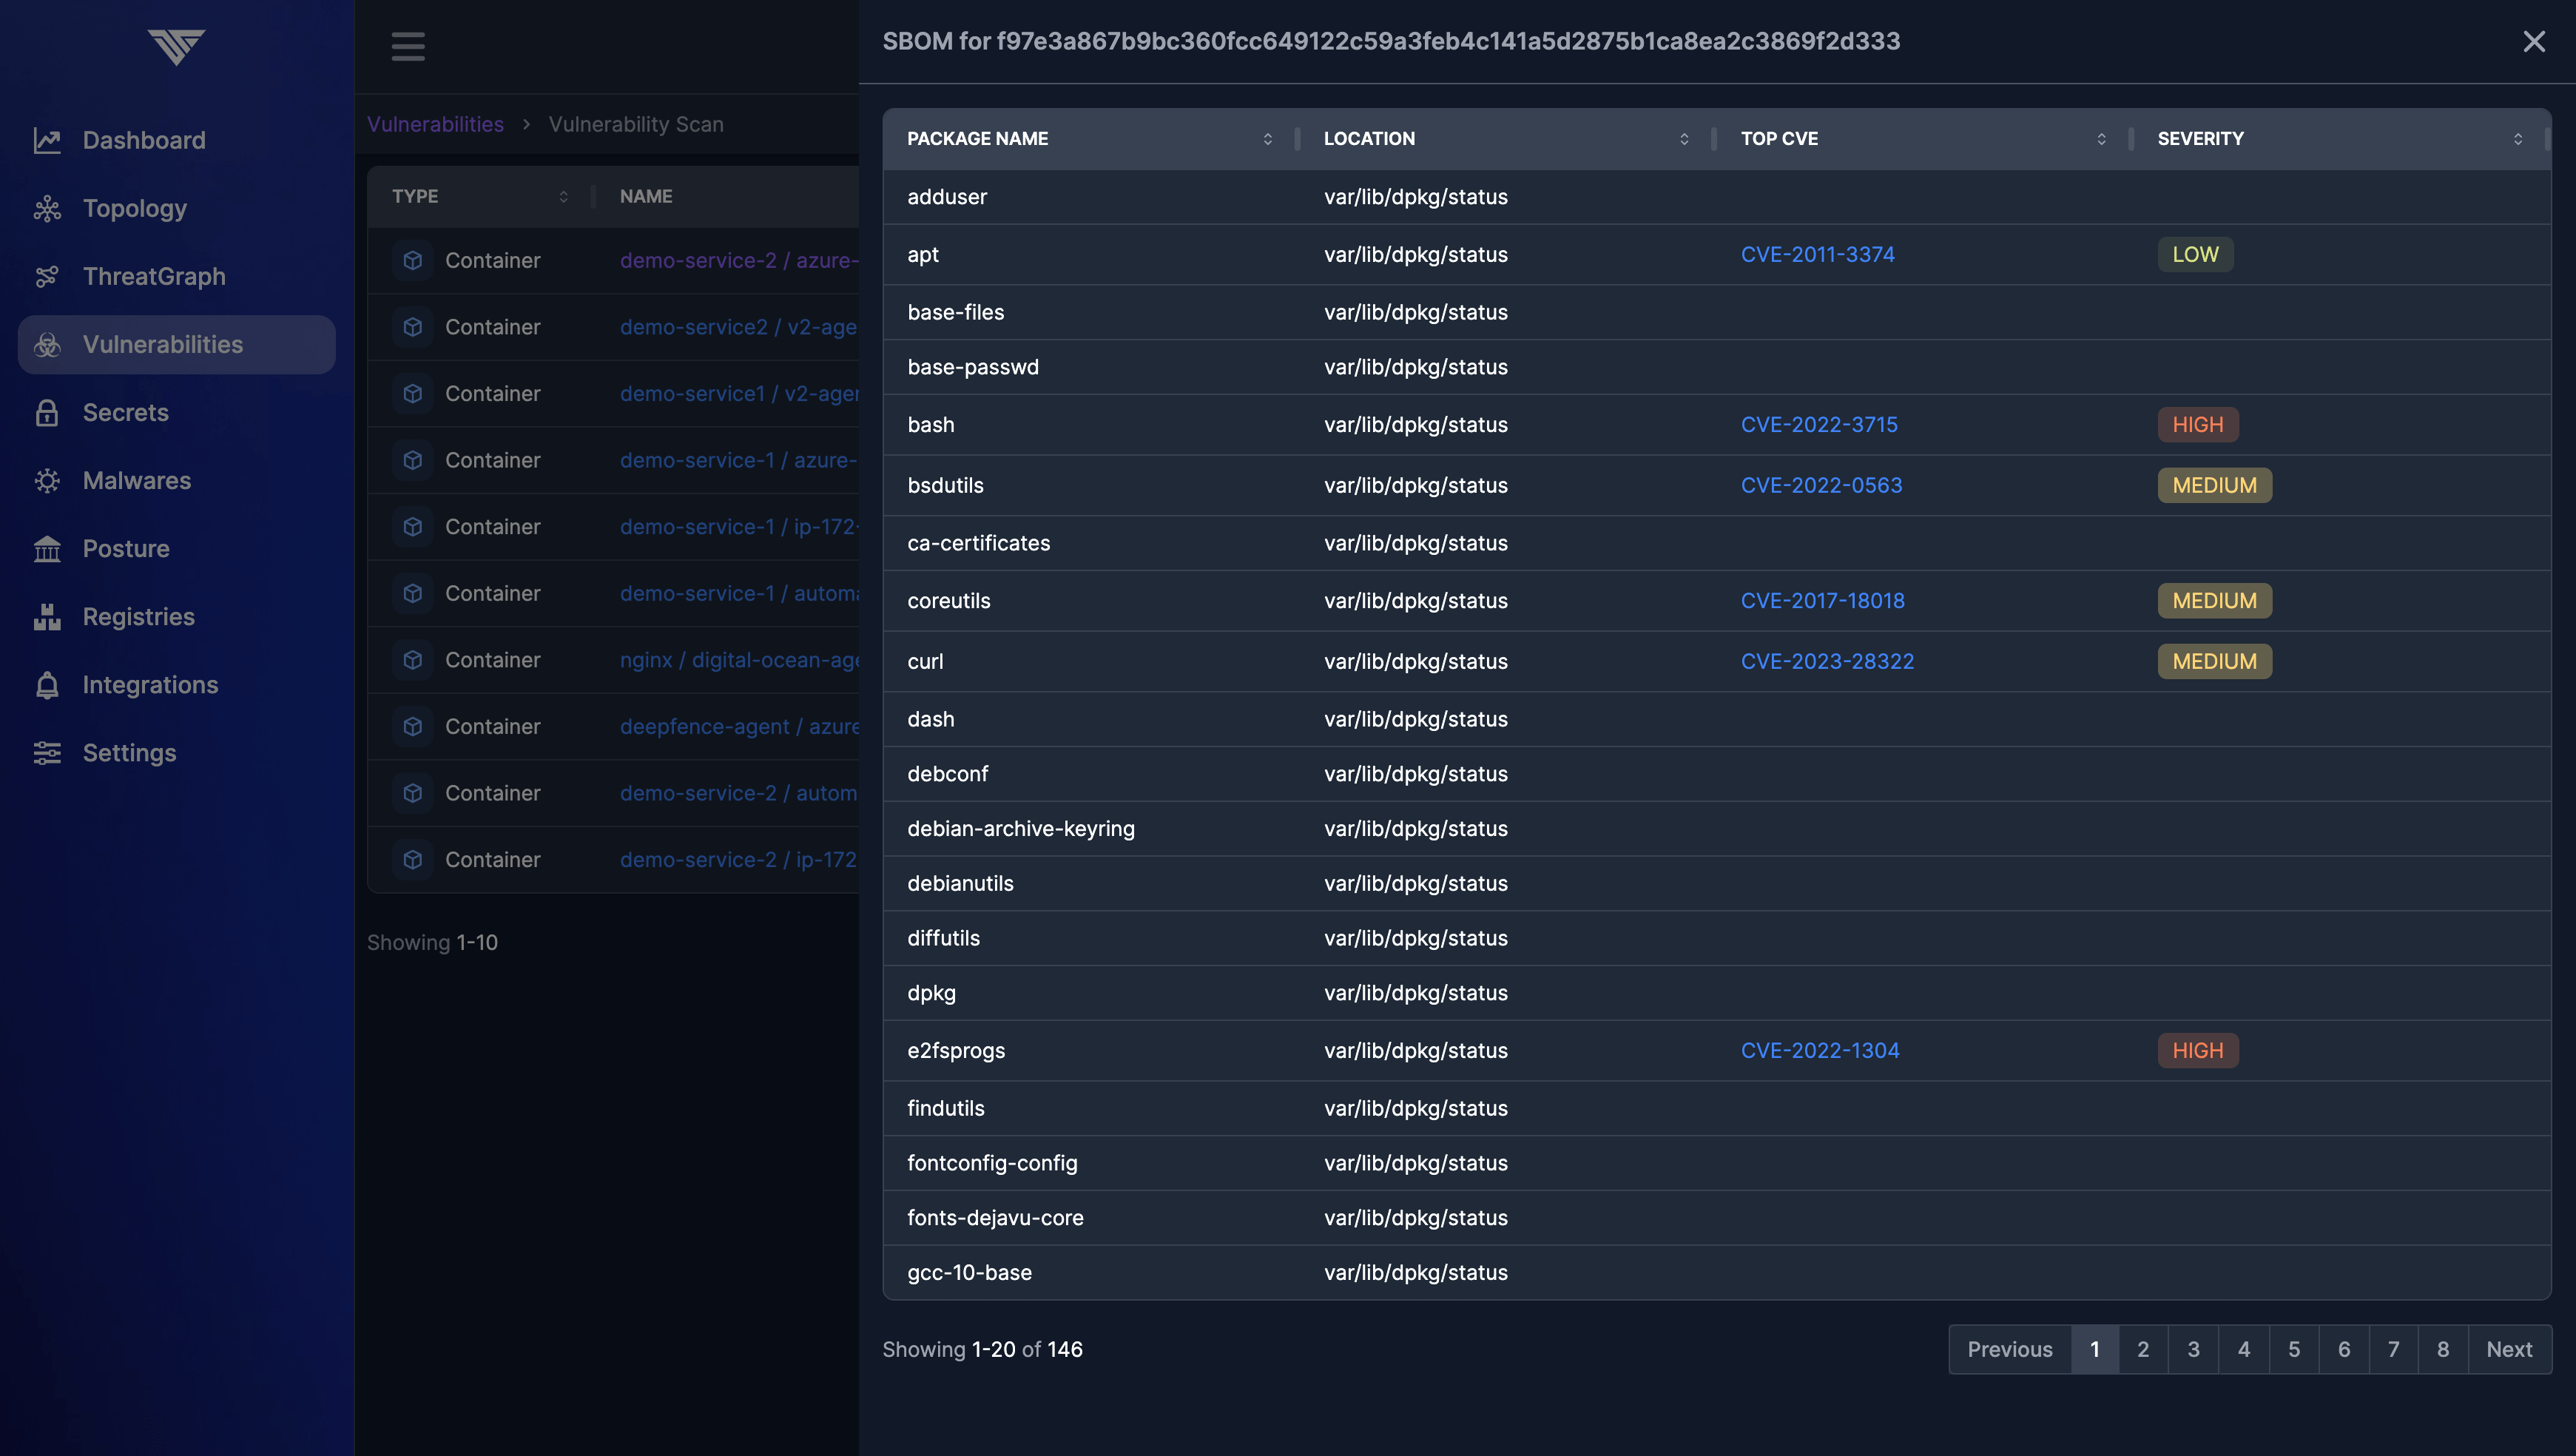 Dashboard
Topology
ThreatGraph
Vulnerabilities
Secrets
Malwares
Posture
Registries
Integrations
Settings
Vulnerabilities > Vulnerability Scan
TYPE NAME
Container demo-service-2 / azure-
Container demo-service2 / v2-age
Container demo-service1 / v2-agen
Container demo-service-1 / azure-
Container demo-service-1 / ip-172-
Container demo-service-1 / automa
Container nginx / digital-ocean-age
Container deepfence-agent / azure
Container demo-service-2 / autom
Container demo-service-2 / ip-172
Showing 1-10
SBOM for f97e3a867b9bc360fcc649122c59a3feb4c141a5d2875b1ca8ea2c3869f2d333
PACKAGE NAME LOCATION TOP CVE SEVERITY
adduser var/lib/dpkg/status
apt var/lib/dpkg/status CVE-2011-3374 LOW
base-files var/lib/dpkg/status
base-passwd var/lib/dpkg/status
bash var/lib/dpkg/status CVE-2022-3715 HIGH
bsdutils var/lib/dpkg/status CVE-2022-0563 MEDIUM
ca-certificates var/lib/dpkg/status
coreutils var/lib/dpkg/status CVE-2017-18018 MEDIUM
curl var/lib/dpkg/status CVE-2023-28322 MEDIUM
dash var/lib/dpkg/status
debconf var/lib/dpkg/status
debian-archive-keyring var/lib/dpkg/status
debianutils var/lib/dpkg/status
diffutils var/lib/dpkg/status
dpkg var/lib/dpkg/status
e2fsprogs var/lib/dpkg/status CVE-2022-1304 HIGH
findutils var/lib/dpkg/status
fontconfig-config var/lib/dpkg/status
fonts-dejavu-core var/lib/dpkg/status
gcc-10-base var/lib/dpkg/status
Showing 1-20 of 146
Previous 1 2 3 4 5 6 7 8 Next